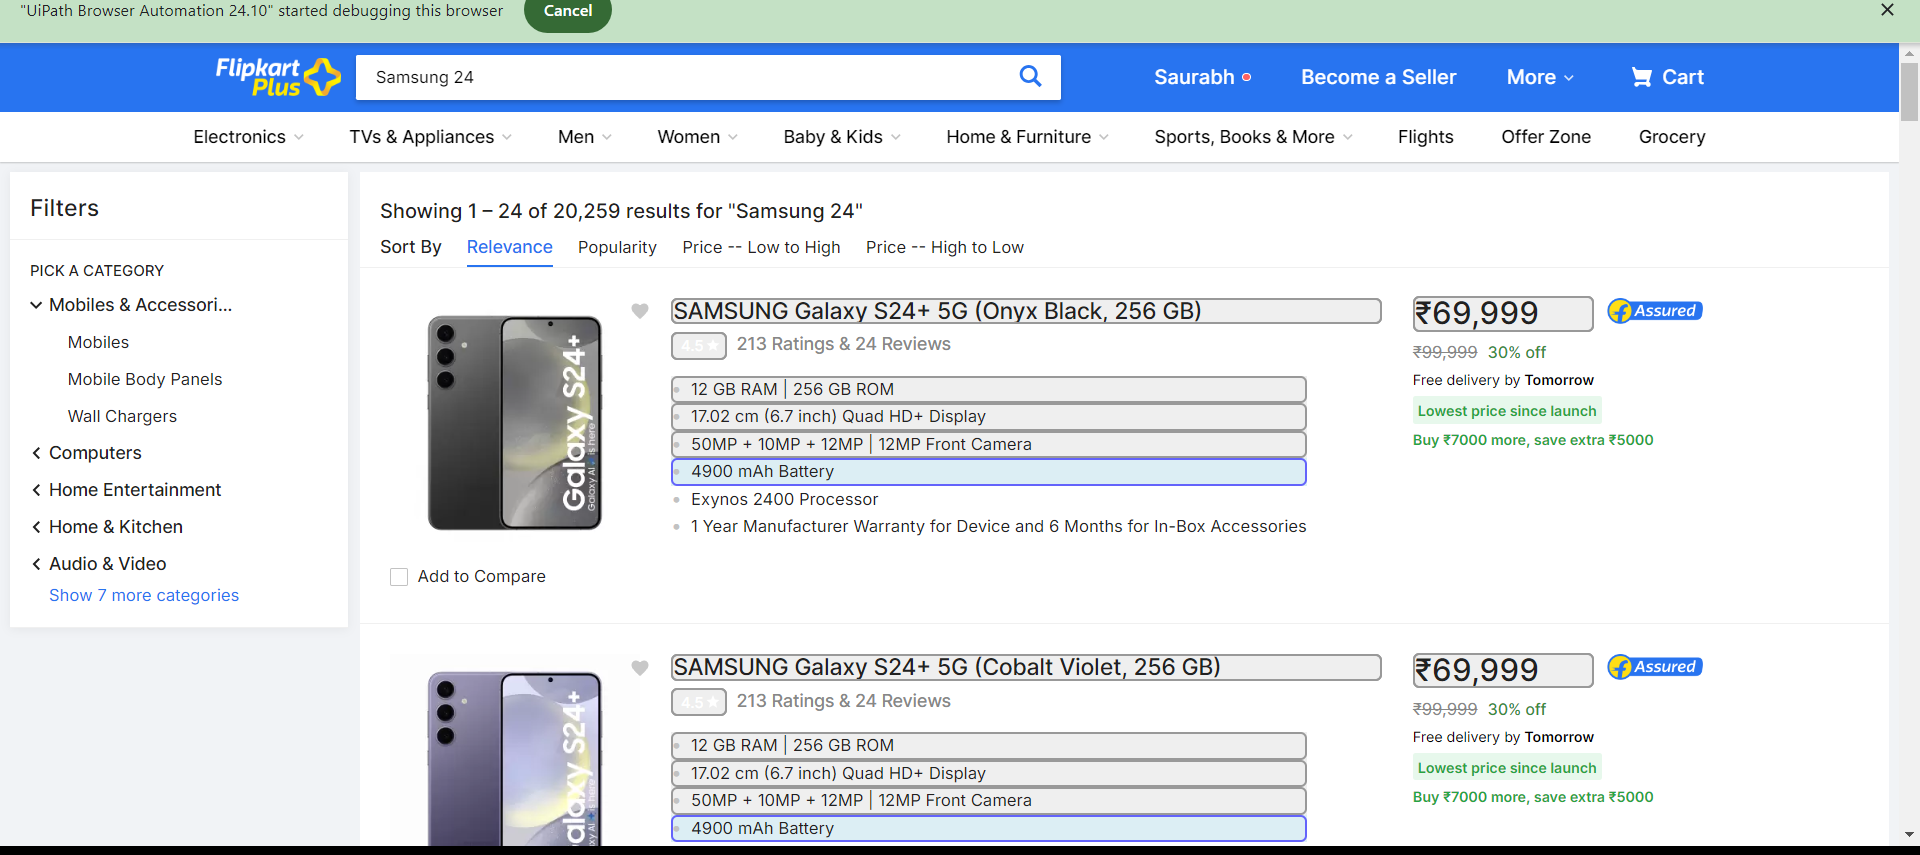 "UiPath Browser Automation 24.10" started debugging this browser
Cancel
Flipkart
Plus
Samsung 24
Saurabh
Become a Seller
More
Cart
Electronics
TVs & Appliances
Men
Women
Baby & Kids
Home & Furniture
Sports, Books & More
Flights
Offer Zone
Grocery
Filters
PICK A CATEGORY
Mobiles & Accessori...
Mobiles
Mobile Body Panels
Wall Chargers
Computers
Home Entertainment
Home & Kitchen
Audio & Video
Show 7 more categories
Showing 1 – 24 of 20,259 results for "Samsung 24"
Sort By
Relevance
Popularity
Price -- Low to High
Price -- High to Low
Galaxy S24+
Galaxy AI is here
Add to Compare
SAMSUNG Galaxy S24+ 5G (Onyx Black, 256 GB)
4.5★
213 Ratings & 24 Reviews
12 GB RAM | 256 GB ROM
17.02 cm (6.7 inch) Quad HD+ Display
50MP + 10MP + 12MP | 12MP Front Camera
4900 mAh Battery
Exynos 2400 Processor
1 Year Manufacturer Warranty for Device and 6 Months for In-Box Accessories
₹69,999
Assured
₹99,999 30% off
Free delivery by Tomorrow
Lowest price since launch
Buy ₹7000 more, save extra ₹5000
alaxy S24+
SAMSUNG Galaxy S24+ 5G (Cobalt Violet, 256 GB)
4.5★
213 Ratings & 24 Reviews
12 GB RAM | 256 GB ROM
17.02 cm (6.7 inch) Quad HD+ Display
50MP + 10MP + 12MP | 12MP Front Camera
4900 mAh Battery
₹69,999
Assured
₹99,999 30% off
Free delivery by Tomorrow
Lowest price since launch
Buy ₹7000 more, save extra ₹5000